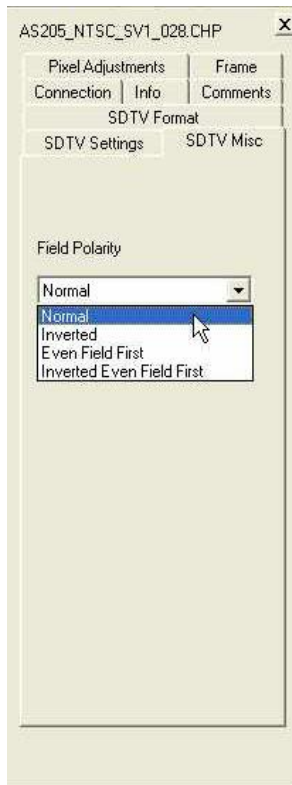 AS205_NTSC_SV1_028.CHP X
Pixel Adjustments Frame
Connection Info Comments
SDTV Format
SDTV Settings SDTV Misc
Field Polarity
Normal
Normal
Inverted
Even Field First
Inverted Even Field First